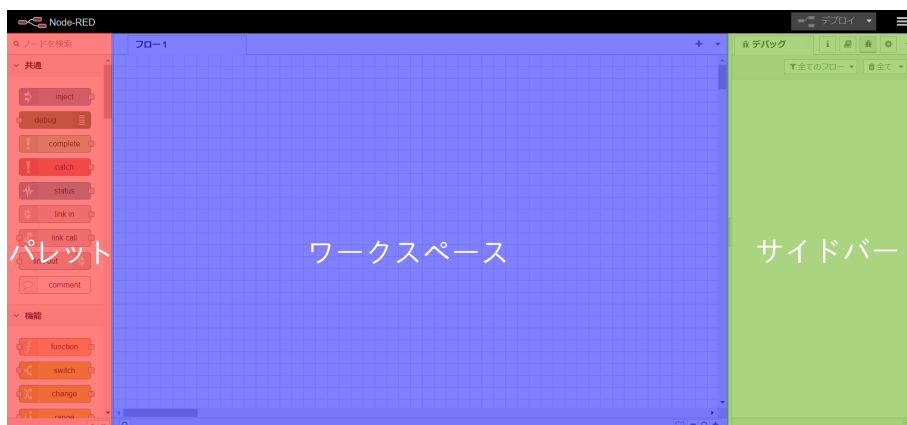 Node-RED
デプロイ
ノードを検索
フロー 1
デバッグ
i
共通
全てのフロー
全て
inject
debug
complete
catch
status
link in
link call
パレット
ワークスペース
サイドバー
link out
comment
機能
function
switch
change
range